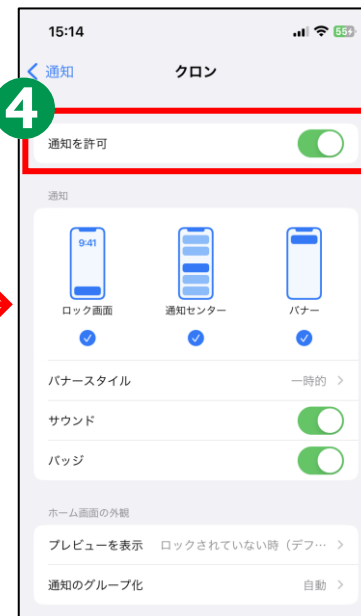 15:14
55
通知
クロン
4
通知を許可
通知
9:41
ロック画面
通知センター
バナー
バナースタイル
一時的
サウンド
バッジ
ホーム画面の外観
プレビューを表示 ロックされていない時（デフ…
通知のグループ化
自動